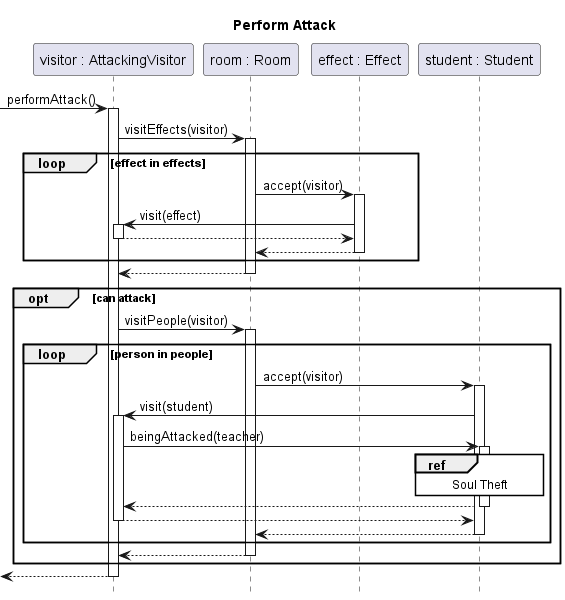 Perform Attack
visitor : AttackingVisitor
room : Room
effect : Effect
student : Student
performAttack()
visitEffects(visitor)
loop
[effect in effects]
accept(visitor)
visit(effect)
opt
[can attack]
visitPeople(visitor)
loop
[person in people]
accept(visitor)
visit(student)
beingAttacked(teacher)
ref
Soul Theft